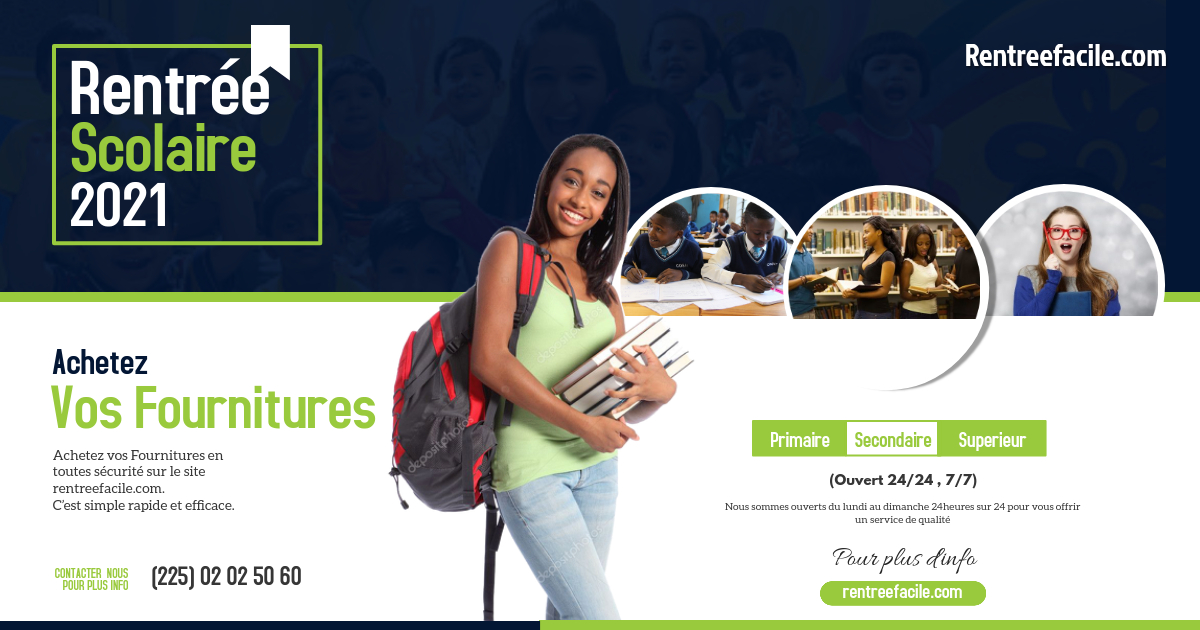 Rentreefacile.com
Rentrée
Scolaire
2021
Achetez
Vos Fournitures
Achetez vos Fournitures en
toutes sécurité sur le site
rentreefacile.com.
C'est simple rapide et efficace.
CONTACTER NOUS
POUR PLUS INFO
(225) 02 02 50 60
depositphotos
depositphotos
depositphotos
Primaire
Secondaire
Superieur
(Ouvert 24/24 , 7/7)
Nous sommes ouverts du lundi au dimanche 24heures sur 24 pour vous offrir
un service de qualité
Pour plus d'info
rentreefacile.com